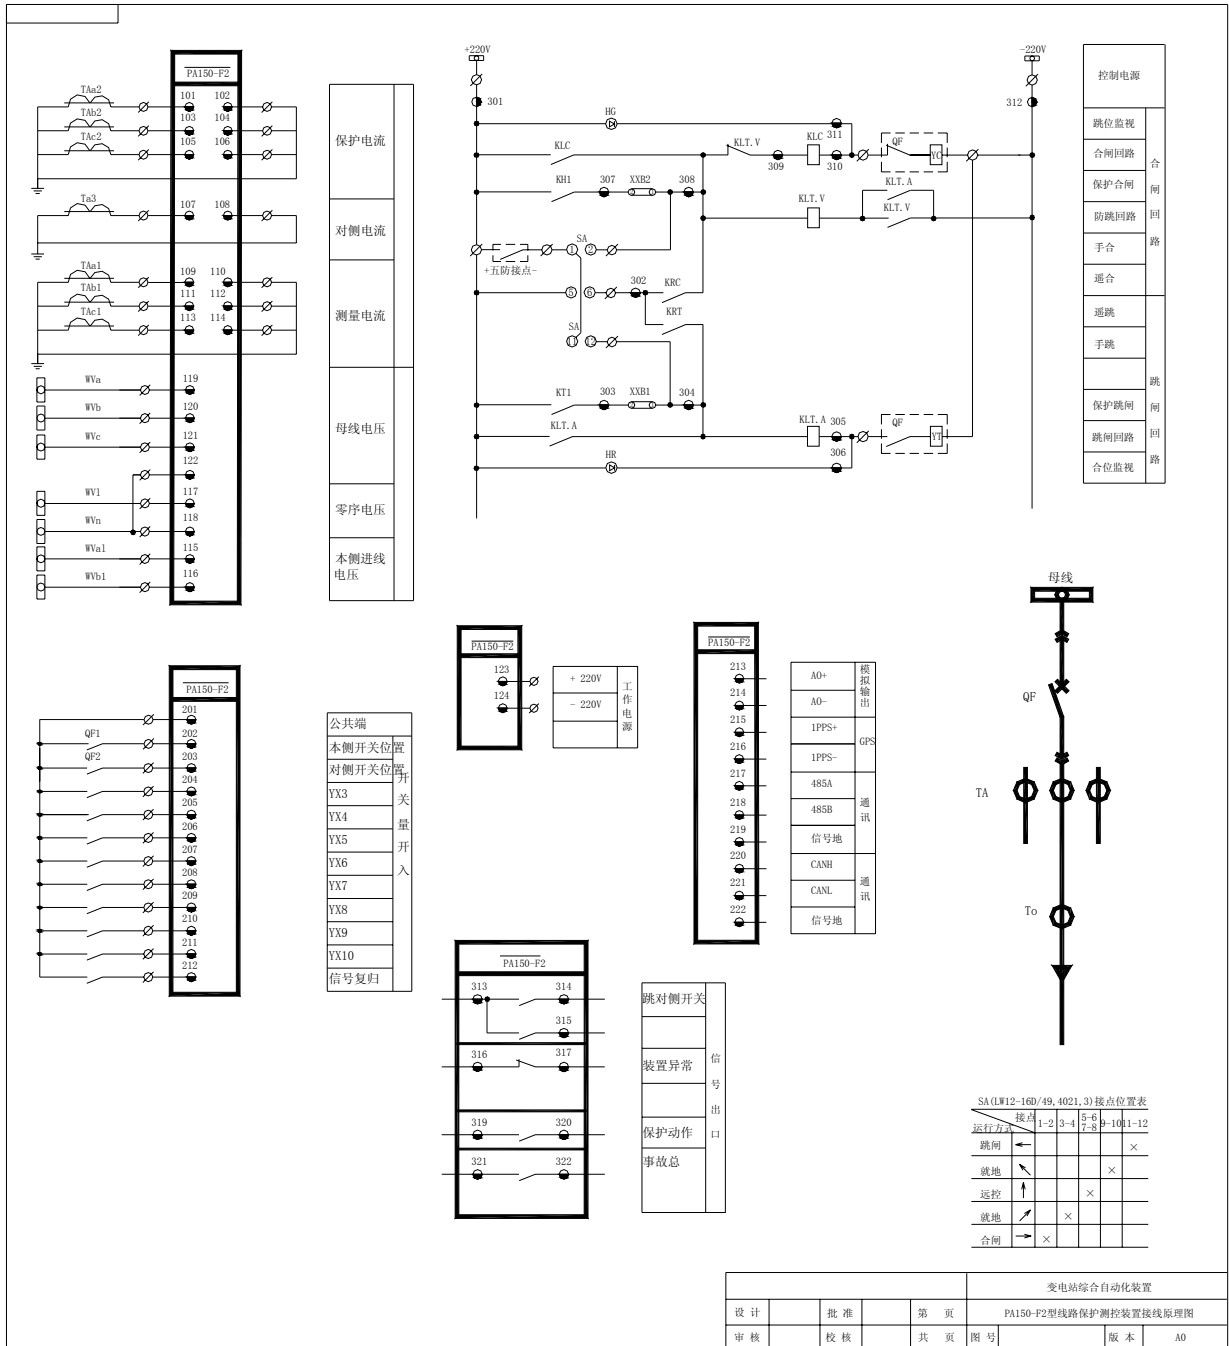 PA150-F2
TAa2
101 102
TAb2
103 104
TAc2
105 106
Ta3
107 108
TAa1
109 110
TAb1
111 112
TAc1
113 114
WVa
119
WVb
120
WVc
121
122
WV1
117
WVn
118
WVa1
115
WVb1
116
保护电流
对侧电流
测量电流
母线电压
零序电压
本侧进线
电压
+220V
-220V
301
312
HG
311
KLC
KLT.V
KLC
309
310
QF
YC
KH1
307
XXB2
308
KLT.V
KLT.A
KLT.V
SA
1 2
+五防接点-
5 6
302
KRC
KRT
SA
11 12
KT1
303
XXB1
304
KLT.A
KLT.A 305
QF
YT
306
HR
控制电源
跳位监视
合闸回路
保护合闸
防跳回路
手合
遥合
合闸回路
遥跳
手跳
保护跳闸
跳闸回路
合位监视
跳闸回路
PA150-F2
201
QF1
202
QF2
203
204
205
206
207
208
209
210
211
212
公共端
本侧开关位置
对侧开关位置
YX3
YX4
YX5
YX6
YX7
YX8
YX9
YX10
信号复归
开关量开入
PA150-F2
123
124
+ 220V
- 220V
工作电源
PA150-F2
213
214
215
216
217
218
219
220
221
222
AO+
AO-
模拟输出
1PPS+
1PPS-
GPS
485A
485B
信号地
通讯
CANH
CANL
信号地
通讯
PA150-F2
313 314
315
316 317
319 320
321 322
跳对侧开关
装置异常
保护动作
事故总
信号出口
母线
QF
TA
To
SA(LW12-16D/49,4021,3)接点位置表
接点
运行方式
1-2 3-4 5-6 7-8 9-10 11-12
跳闸 ← ×
就地 ↖ ×
远控 ↑ ×
就地 ↗ ×
合闸 → ×
变电站综合自动化装置
设 计 批 准 第 页 PA150-F2型线路保护测控装置接线原理图
审 核 校 核 共 页 图 号 版 本 A0